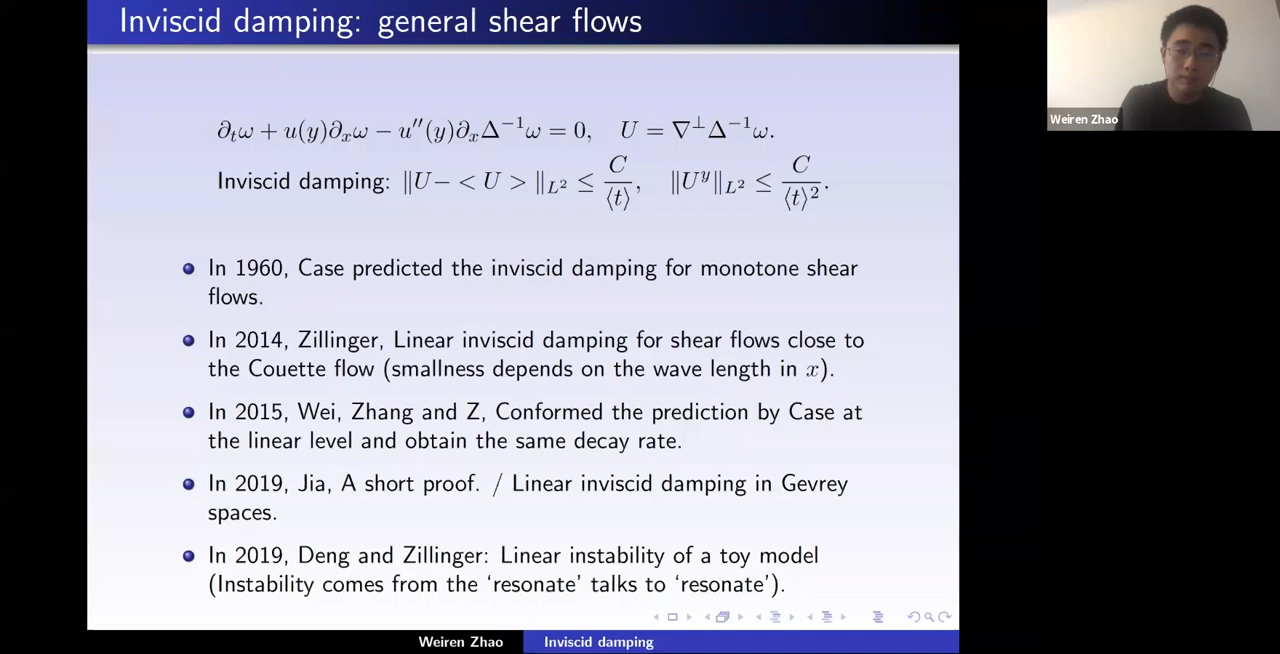 Inviscid damping: general shear flows
Weiren Zhao
∂ₜω + u(y)∂ₓω − u′′(y)∂ₓΔ⁻¹ω = 0, U = ∇⊥Δ⁻¹ω.
Inviscid damping: ‖U− < U > ‖_{L²} ≤ C/⟨t⟩, ‖U^y‖_{L²} ≤ C/⟨t⟩².
In 1960, Case predicted the inviscid damping for monotone shear
flows.
In 2014, Zillinger, Linear inviscid damping for shear flows close to
the Couette flow (smallness depends on the wave length in x).
In 2015, Wei, Zhang and Z, Conformed the prediction by Case at
the linear level and obtain the same decay rate.
In 2019, Jia, A short proof. / Linear inviscid damping in Gevrey
spaces.
In 2019, Deng and Zillinger: Linear instability of a toy model
(Instability comes from the ‘resonate’ talks to ‘resonate’).
Weiren Zhao Inviscid damping